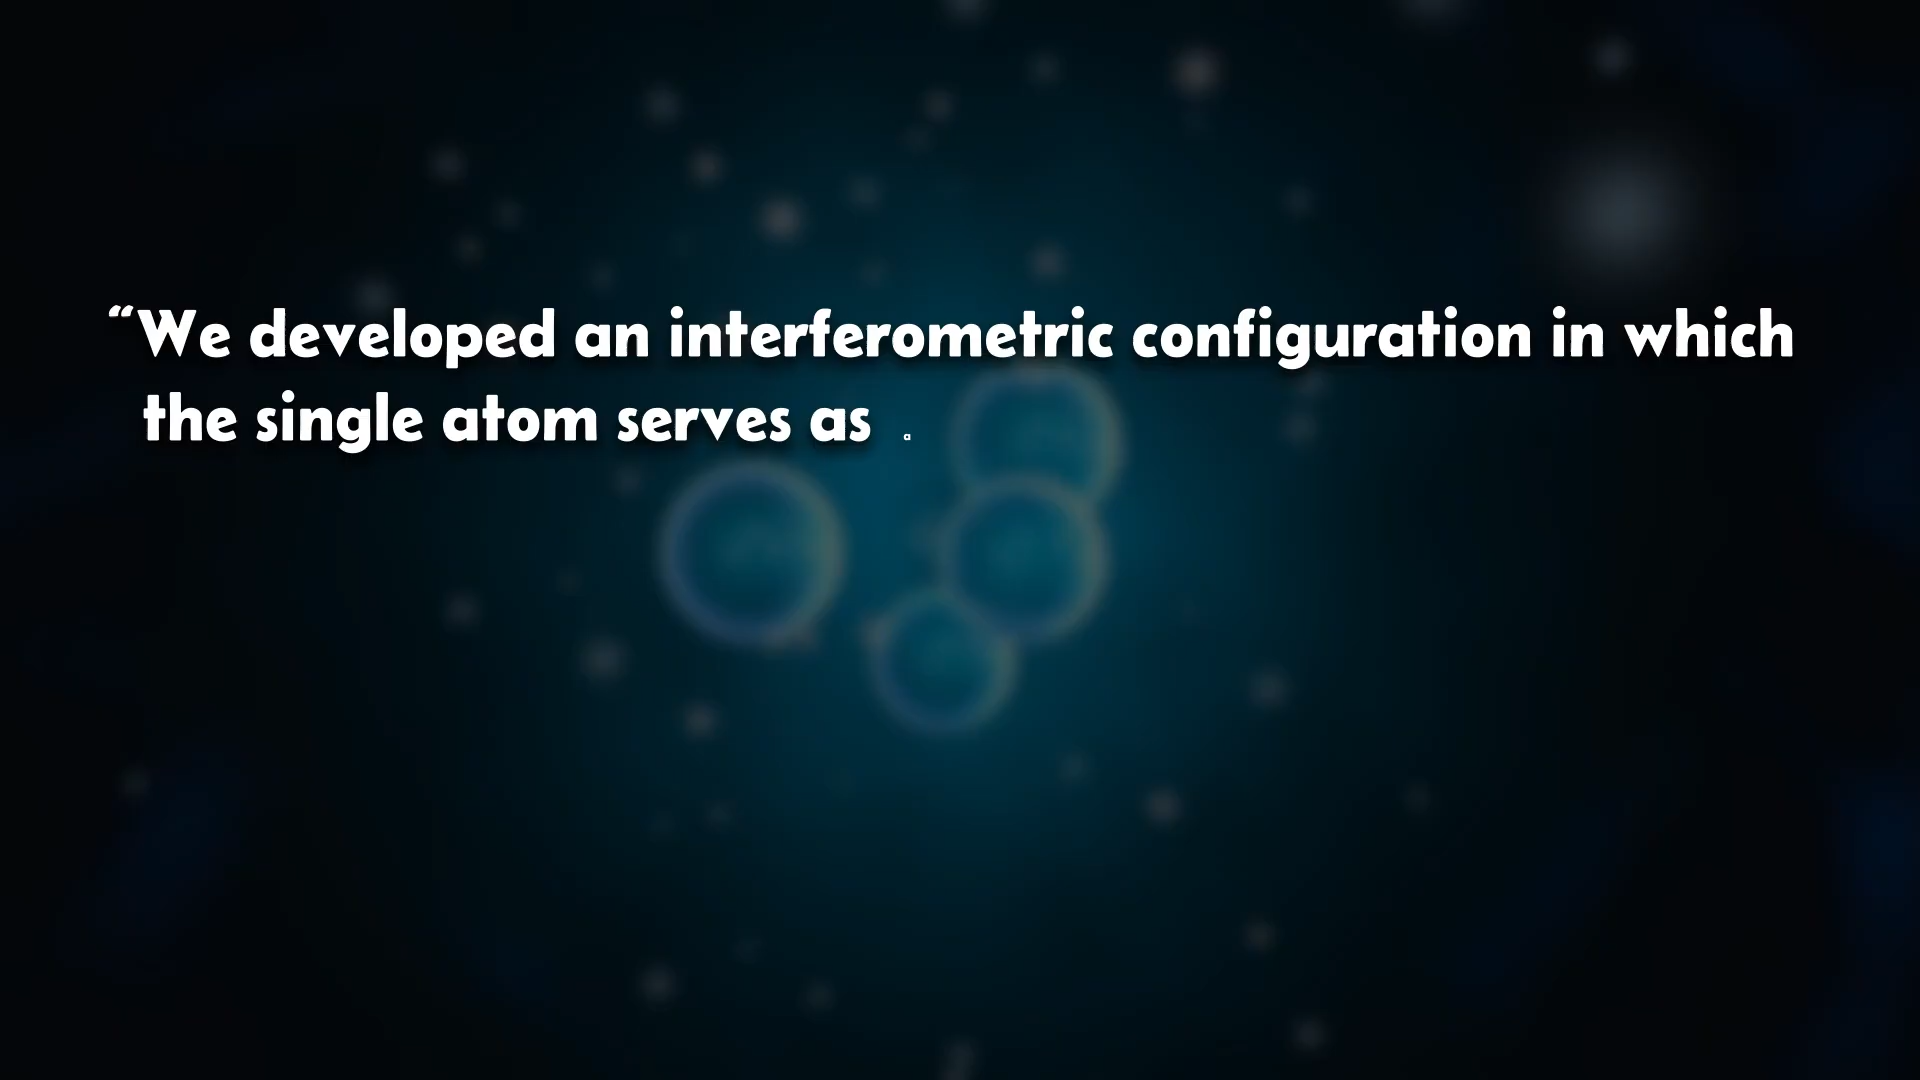 “We developed an interferometric configuration in which
the single atom serves as a